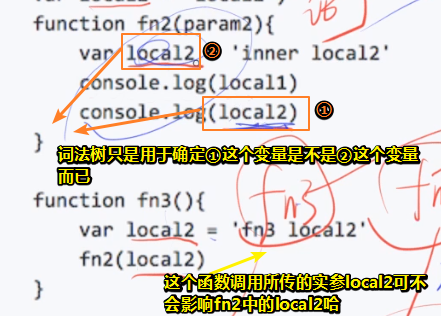 function fn2(param2){
var local2 ② 'inner local2'
console.log(local1)
console.log(local2) ①
}
词法树只是用于确定①这个变量是不是②这个变量
而已
function fn3(){
fn3
var local2 = 'fn3 local2'
fn2(local2)
这个函数调用所传的实参local2可不
会影响fn2中的local2哈
}